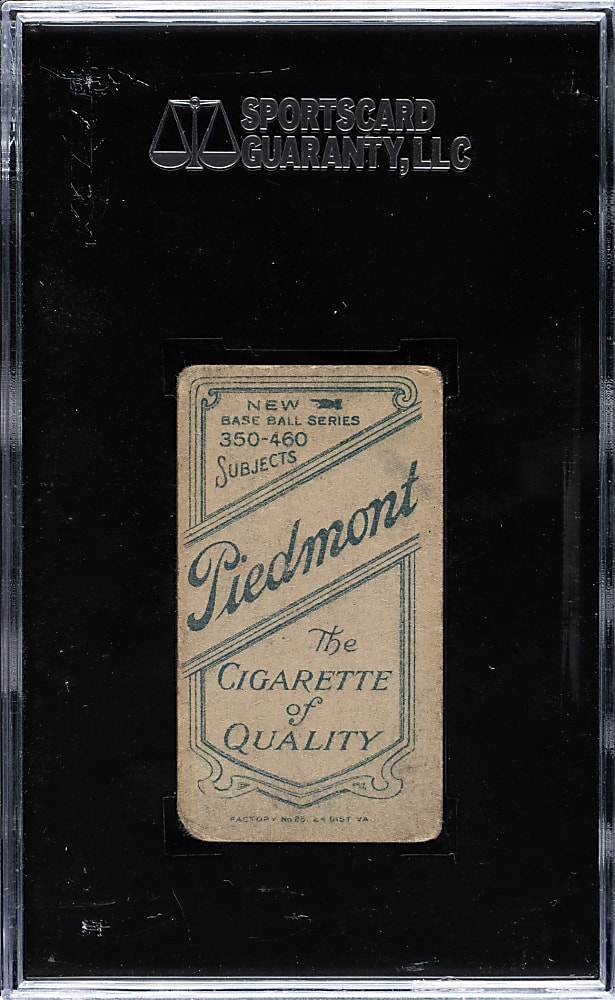 SPORTSCARD
GUARANTY, LLC
NEW
BASE BALL SERIES
350-460
SUBJECTS
Piedmont
The
CIGARETTE
of
QUALITY
FACTORY No 25, 2d DIST VA